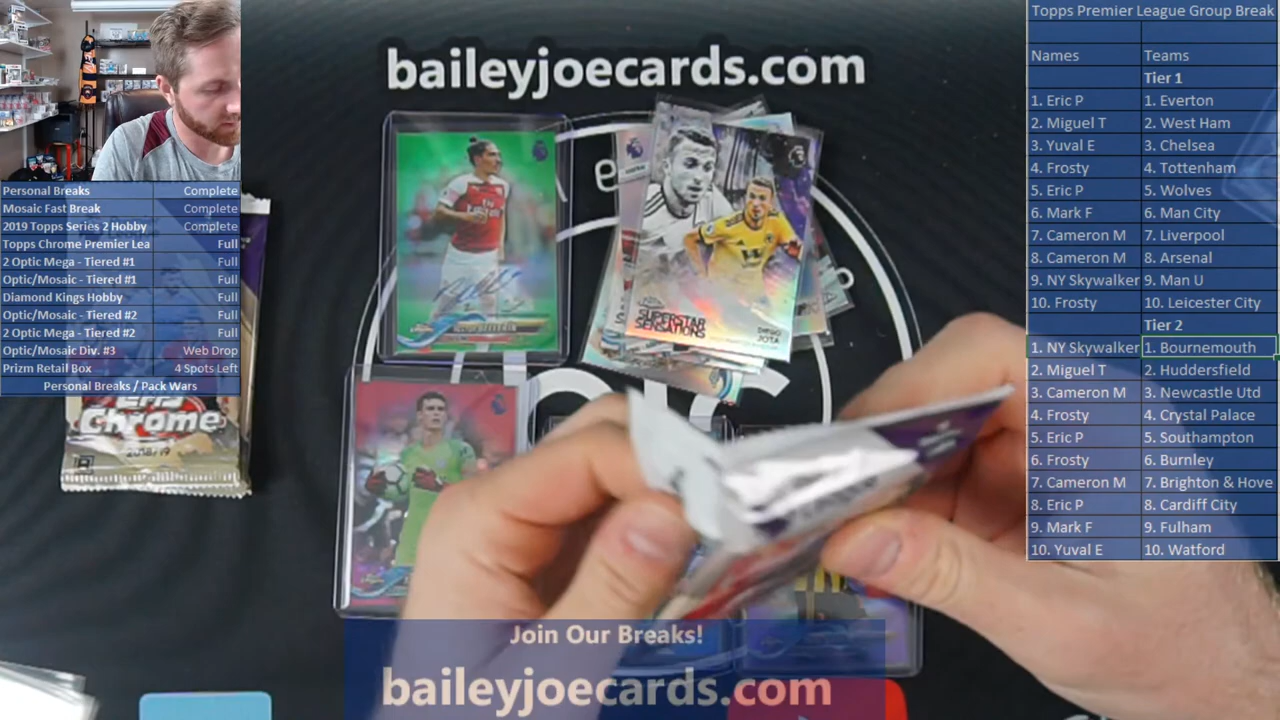 baileyjoecards.com
Personal Breaks Complete
Mosaic Fast Break Complete
2019 Topps Series 2 Hobby Complete
Topps Chrome Premier Lea Full
2 Optic Mega - Tiered #1 Full
Optic/Mosaic - Tiered #1 Full
Diamond Kings Hobby Full
Optic/Mosaic - Tiered #2 Full
2 Optic Mega - Tiered #2 Full
Optic/Mosaic Div. #3 Web Drop
Prizm Retail Box 4 Spots Left
Personal Breaks / Pack Wars
Chrome
2018/19
SUPERSTAR
SENSATIONS
DIOGO
JOTA
Topps Premier League Group Break
Names Teams
Tier 1
1. Eric P 1. Everton
2. Miguel T 2. West Ham
3. Yuval E 3. Chelsea
4. Frosty 4. Tottenham
5. Eric P 5. Wolves
6. Mark F 6. Man City
7. Cameron M 7. Liverpool
8. Cameron M 8. Arsenal
9. NY Skywalker 9. Man U
10. Frosty 10. Leicester City
Tier 2
1. NY Skywalker 1. Bournemouth
2. Miguel T 2. Huddersfield
3. Cameron M 3. Newcastle Utd
4. Frosty 4. Crystal Palace
5. Eric P 5. Southampton
6. Frosty 6. Burnley
7. Cameron M 7. Brighton & Hove
8. Eric P 8. Cardiff City
9. Mark F 9. Fulham
10. Yuval E 10. Watford
Join Our Breaks!
baileyjoecards.com